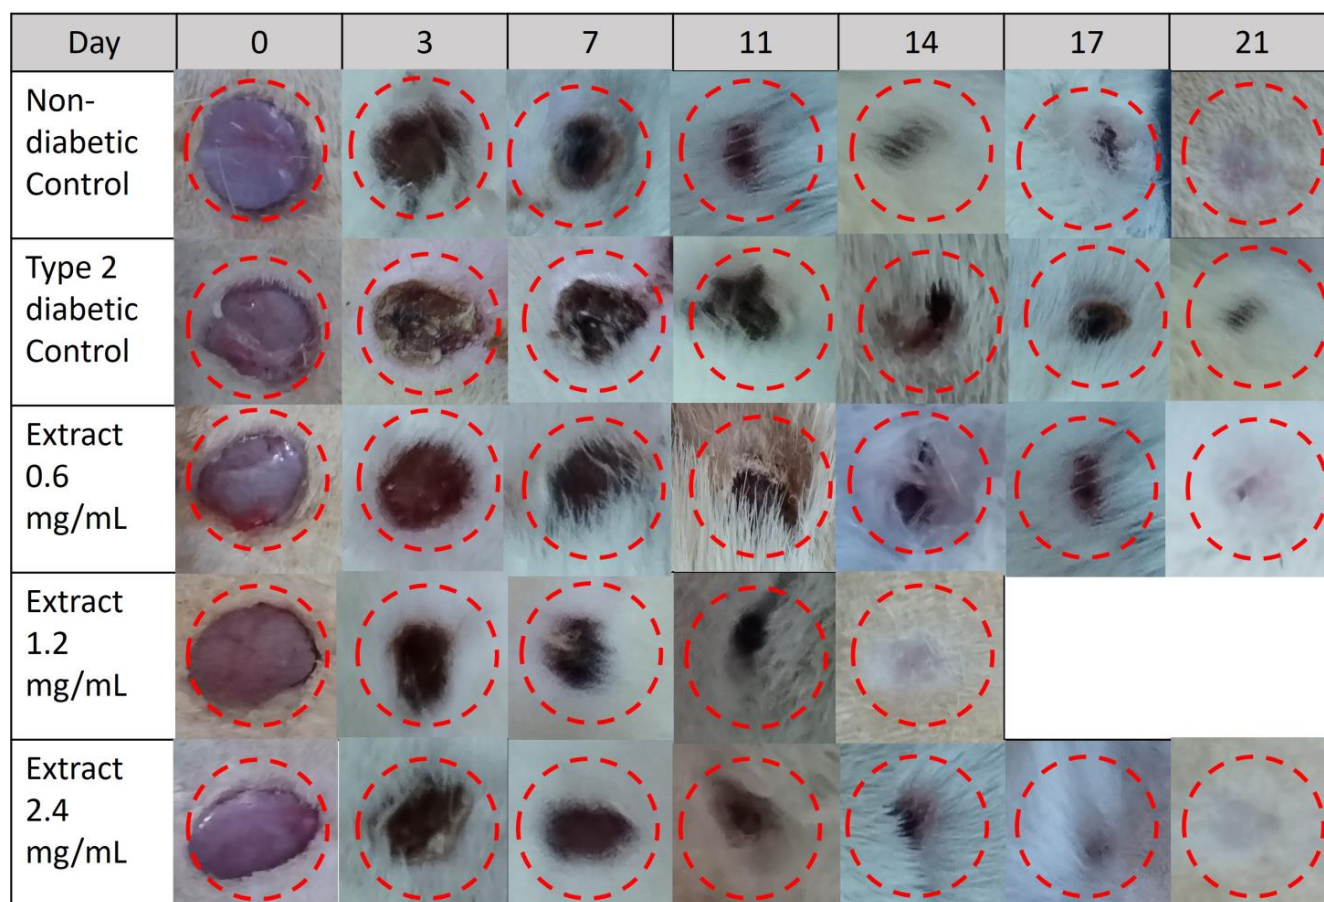 Day 0 3 7 11 14 17 21
Non-
diabetic
Control
Type 2
diabetic
Control
Extract
0.6
mg/mL
Extract
1.2
mg/mL
Extract
2.4
mg/mL